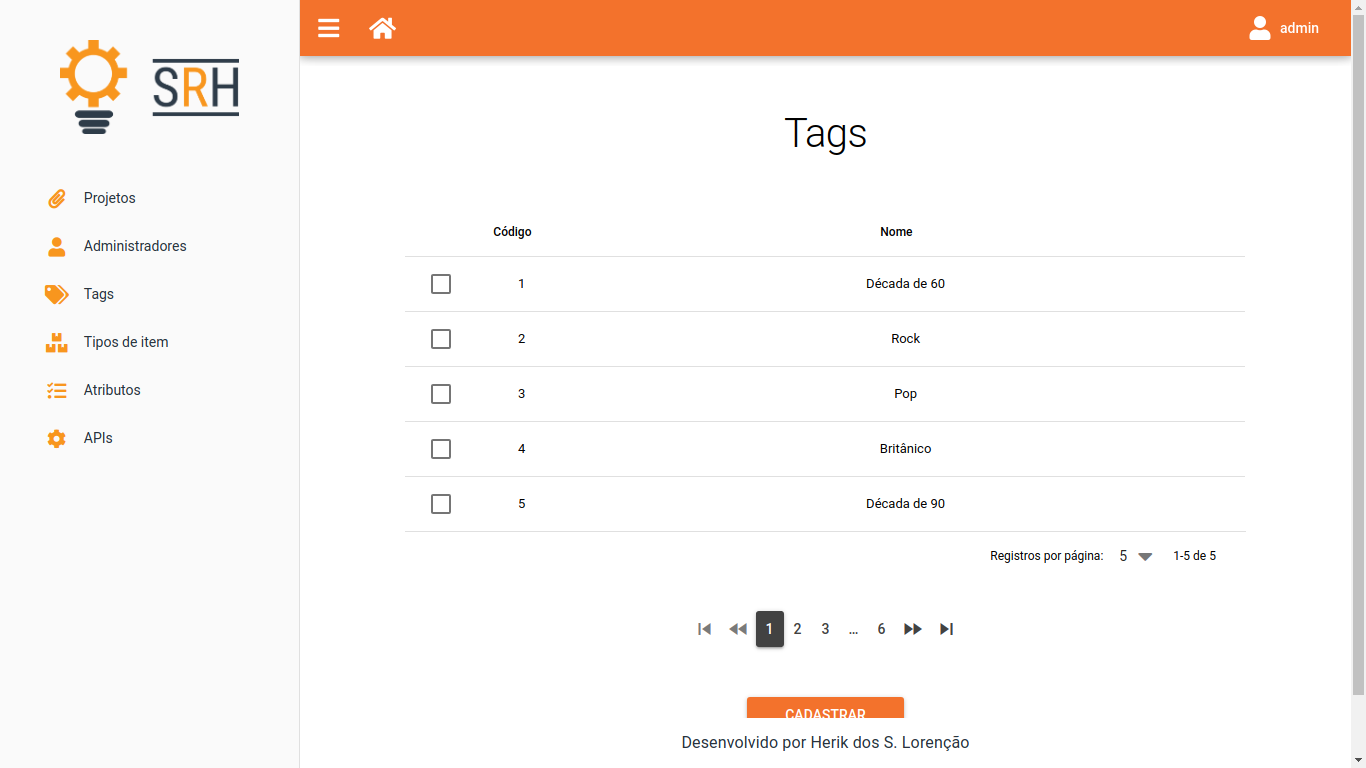 admin
SRH
Projetos
Administradores
Tags
Tipos de item
Atributos
APIs
Tags
Código Nome
1 Década de 60
2 Rock
3 Pop
4 Britânico
5 Década de 90
Registros por página: 5 1-5 de 5
1 2 3 ... 6
CADASTRAR
Desenvolvido por Herik dos S. Lorenção